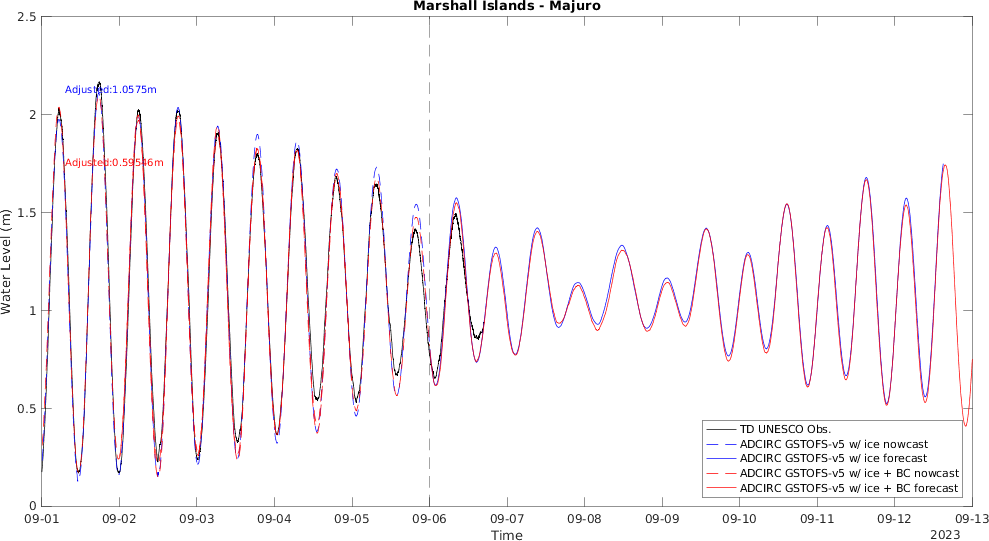 Marshall Islands - Majuro
2.5
2
1.5
1
0.5
0
Water Level (m)
Adjusted:1.0575m
Adjusted:0.59546m
TD UNESCO Obs.
ADCIRC GSTOFS-v5 w/ ice nowcast
ADCIRC GSTOFS-v5 w/ ice forecast
ADCIRC GSTOFS-v5 w/ ice + BC nowcast
ADCIRC GSTOFS-v5 w/ ice + BC forecast
09-01 09-02 09-03 09-04 09-05 09-06 09-07 09-08 09-09 09-10 09-11 09-12 09-13
Time
2023